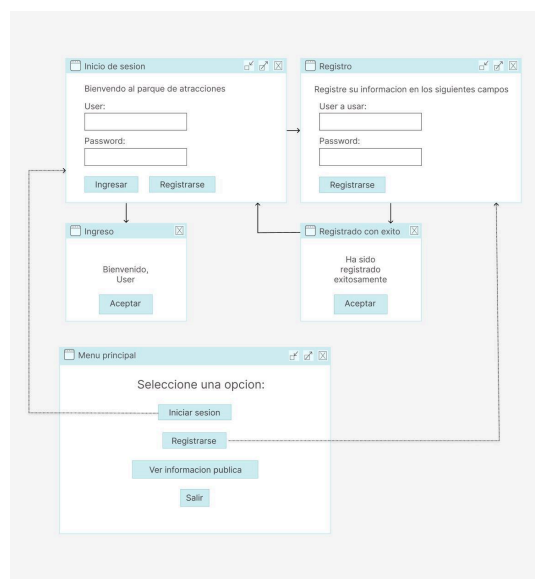 Inicio de sesion
Bienvendo al parque de atracciones
User:
Password:
Ingresar
Registrarse
Registro
Registre su informacion en los siguientes campos
User a usar:
Password:
Registrarse
Ingreso
Bienvenido,
User
Aceptar
Registrado con exito
Ha sido
registrado
exitosamente
Aceptar
Menu principal
Seleccione una opcion:
Iniciar sesion
Registrarse
Ver informacion publica
Salir